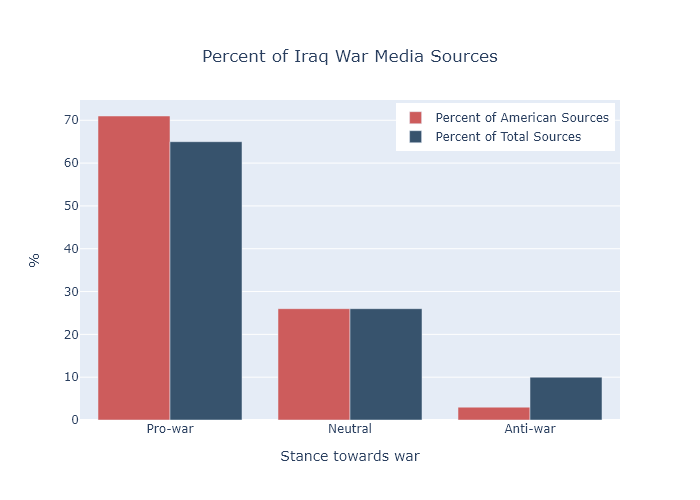 Percent of Iraq War Media Sources
Percent of American Sources
Percent of Total Sources
70
60
50
40
30
20
10
0
%
Pro-war Neutral Anti-war
Stance towards war